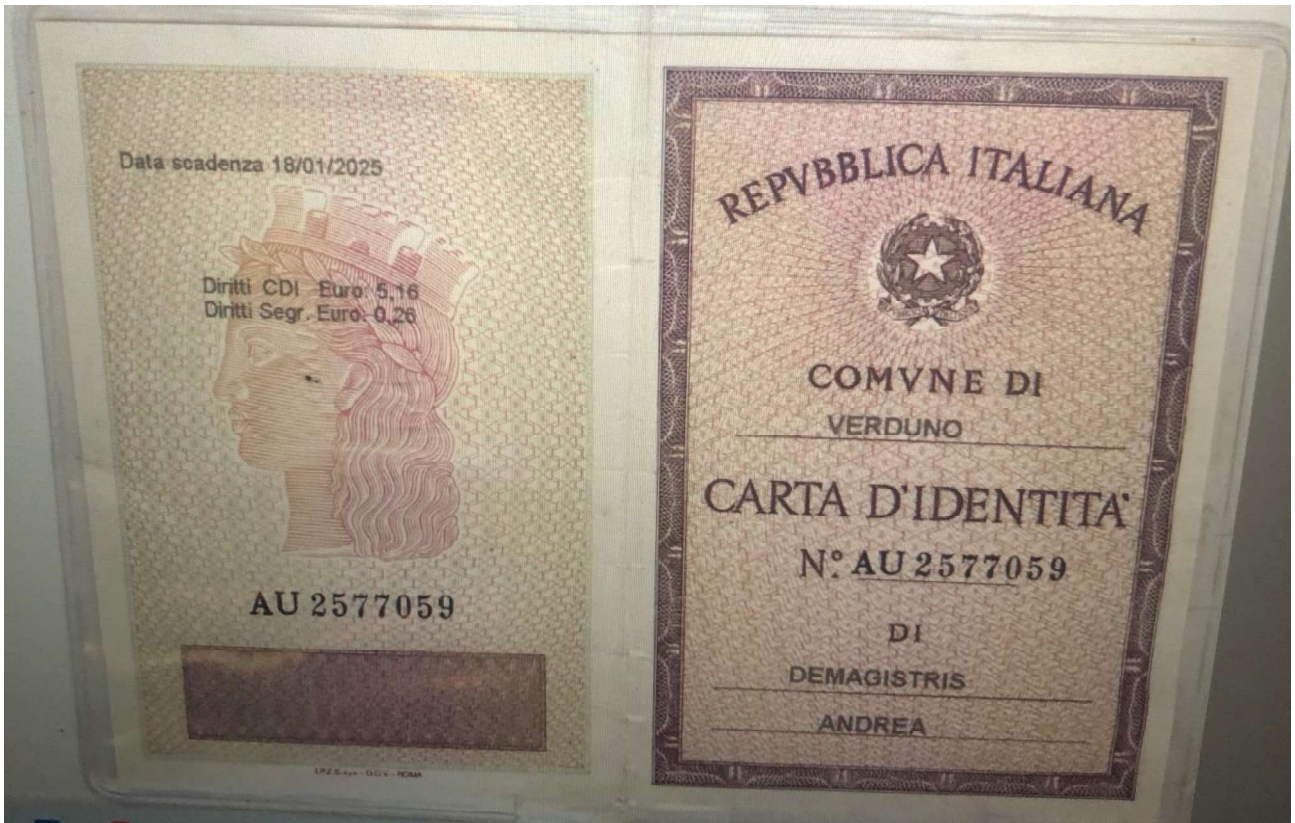 Data scadenza 18/01/2025
Diritti CDI Euro 5,16
Diritti Segr. Euro 0,26
AU 2577059
REPVBBLICA ITALIANA
COMVNE DI
VERDUNO
CARTA D'IDENTITA'
N° AU 2577059
DI
DEMAGISTRIS
ANDREA